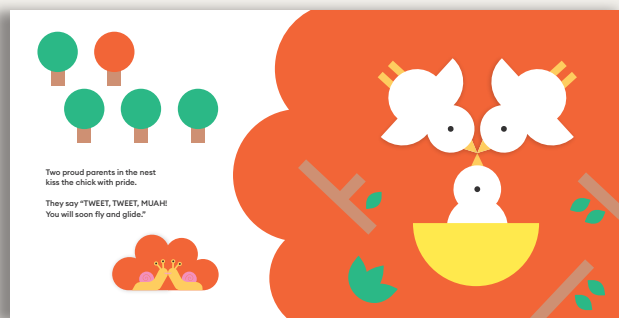 Two proud parents in the nest
kiss the chick with pride.
They say “TWEET, TWEET, MUAH!
You will soon fly and glide.”